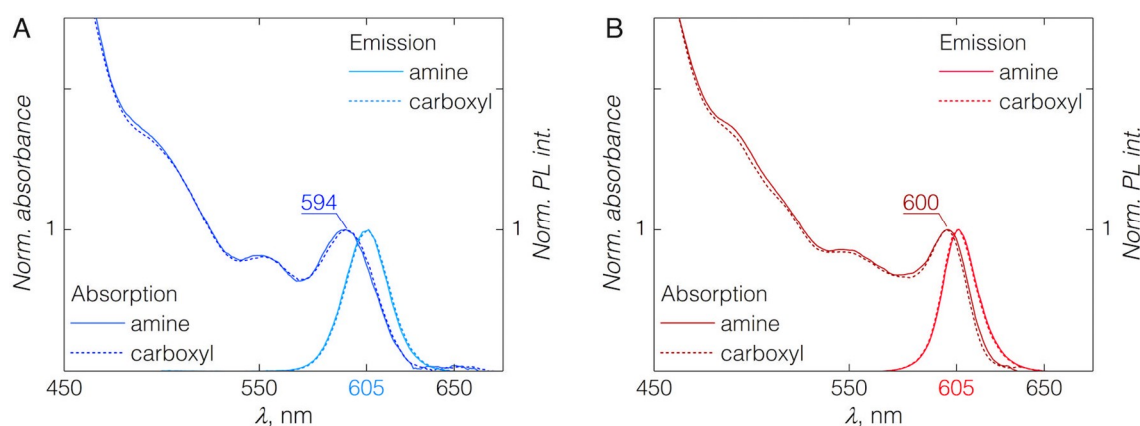 A
Emission
amine
carboxyl
Norm. absorbance
1
594
1
Norm. PL int.
Absorption
amine
carboxyl
450
550
605
650
λ, nm
B
Emission
amine
carboxyl
Norm. absorbance
1
600
1
Norm. PL int.
Absorption
amine
carboxyl
450
550
605
650
λ, nm